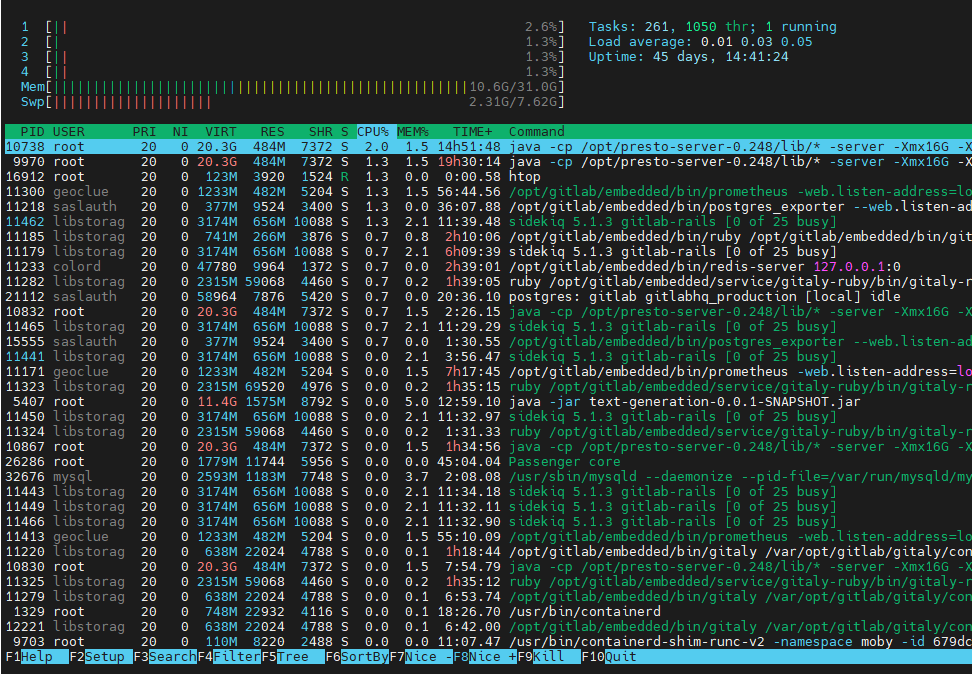 1 [|| 2.6%] Tasks: 261, 1050 thr; 1 running
2 [| 1.3%] Load average: 0.01 0.03 0.05
3 [|| 1.3%] Uptime: 45 days, 14:41:24
4 [|| 1.3%]
Mem[||||||||||||||||||||||||||||||||||||||||||||||||||||10.6G/31.0G]
Swp[|||||||||||||||||||| 2.31G/7.62G]
PID USER PRI NI VIRT RES SHR S CPU% MEM% TIME+ Command
10738 root 20 0 20.3G 484M 7372 S 2.0 1.5 14h51:48 java -cp /opt/presto-server-0.248/lib/* -server -Xmx16G -X
9970 root 20 0 20.3G 484M 7372 S 1.3 1.5 19h30:14 java -cp /opt/presto-server-0.248/lib/* -server -Xmx16G -X
16912 root 20 0 123M 3920 1524 R 1.3 0.0 0:00.58 htop
11300 geoclue 20 0 1233M 482M 5204 S 1.3 1.5 56:44.56 /opt/gitlab/embedded/bin/prometheus -web.listen-address=lo
11218 saslauth 20 0 377M 9524 3400 S 1.3 0.0 36:07.88 /opt/gitlab/embedded/bin/postgres_exporter --web.listen-ad
11462 libstorag 20 0 3174M 656M 10088 S 1.3 2.1 11:39.48 sidekiq 5.1.3 gitlab-rails [0 of 25 busy]
11185 libstorag 20 0 741M 266M 3876 S 0.7 0.8 2h10:06 /opt/gitlab/embedded/bin/ruby /opt/gitlab/embedded/bin/git
11179 libstorag 20 0 3174M 656M 10088 S 0.7 2.1 6h09:39 sidekiq 5.1.3 gitlab-rails [0 of 25 busy]
11233 colord 20 0 47780 9964 1372 S 0.7 0.0 2h39:01 /opt/gitlab/embedded/bin/redis-server 127.0.0.1:0
11282 libstorag 20 0 2315M 59068 4460 S 0.7 0.2 1h39:05 ruby /opt/gitlab/embedded/service/gitaly-ruby/bin/gitaly-r
21112 saslauth 20 0 58964 7876 5420 S 0.7 0.0 20:36.10 postgres: gitlab gitlabhq_production [local] idle
10832 root 20 0 20.3G 484M 7372 S 0.7 1.5 2:26.15 java -cp /opt/presto-server-0.248/lib/* -server -Xmx16G -X
11465 libstorag 20 0 3174M 656M 10088 S 0.7 2.1 11:29.29 sidekiq 5.1.3 gitlab-rails [0 of 25 busy]
15555 saslauth 20 0 377M 9524 3400 S 0.7 0.0 1:30.55 /opt/gitlab/embedded/bin/postgres_exporter --web.listen-ad
11441 libstorag 20 0 3174M 656M 10088 S 0.0 2.1 3:56.47 sidekiq 5.1.3 gitlab-rails [0 of 25 busy]
11171 geoclue 20 0 1233M 482M 5204 S 0.0 1.5 7h17:45 /opt/gitlab/embedded/bin/prometheus -web.listen-address=lo
11323 libstorag 20 0 2315M 69520 4976 S 0.0 0.2 1h35:15 ruby /opt/gitlab/embedded/service/gitaly-ruby/bin/gitaly-r
5407 root 20 0 11.4G 1575M 8792 S 0.0 5.0 12:59.10 java -jar text-generation-0.0.1-SNAPSHOT.jar
11450 libstorag 20 0 3174M 656M 10088 S 0.0 2.1 11:32.97 sidekiq 5.1.3 gitlab-rails [0 of 25 busy]
11324 libstorag 20 0 2315M 59068 4460 S 0.0 0.2 1:31.33 ruby /opt/gitlab/embedded/service/gitaly-ruby/bin/gitaly-r
10867 root 20 0 20.3G 484M 7372 S 0.0 1.5 1h34:56 java -cp /opt/presto-server-0.248/lib/* -server -Xmx16G -X
26286 root 20 0 1779M 11744 5956 S 0.0 0.0 45:04.04 Passenger core
32676 mysql 20 0 2593M 1183M 7748 S 0.0 3.7 2:08.08 /usr/sbin/mysqld --daemonize --pid-file=/var/run/mysqld/my
11443 libstorag 20 0 3174M 656M 10088 S 0.0 2.1 11:34.18 sidekiq 5.1.3 gitlab-rails [0 of 25 busy]
11449 libstorag 20 0 3174M 656M 10088 S 0.0 2.1 11:32.11 sidekiq 5.1.3 gitlab-rails [0 of 25 busy]
11466 libstorag 20 0 3174M 656M 10088 S 0.0 2.1 11:32.90 sidekiq 5.1.3 gitlab-rails [0 of 25 busy]
11413 geoclue 20 0 1233M 482M 5204 S 0.0 1.5 55:10.09 /opt/gitlab/embedded/bin/prometheus -web.listen-address=lo
11220 libstorag 20 0 638M 22024 4788 S 0.0 0.1 1h18:44 /opt/gitlab/embedded/bin/gitaly /var/opt/gitlab/gitaly/con
10830 root 20 0 20.3G 484M 7372 S 0.0 1.5 7:54.79 java -cp /opt/presto-server-0.248/lib/* -server -Xmx16G -X
11325 libstorag 20 0 2315M 59068 4460 S 0.0 0.2 1h35:12 ruby /opt/gitlab/embedded/service/gitaly-ruby/bin/gitaly-r
11279 libstorag 20 0 638M 22024 4788 S 0.0 0.1 6:53.74 /opt/gitlab/embedded/bin/gitaly /var/opt/gitlab/gitaly/con
1329 root 20 0 748M 22932 4116 S 0.0 0.1 18:26.70 /usr/bin/containerd
12221 libstorag 20 0 638M 22024 4788 S 0.0 0.1 6:42.00 /opt/gitlab/embedded/bin/gitaly /var/opt/gitlab/gitaly/con
9703 root 20 0 110M 8220 2488 S 0.0 0.0 11:07.47 /usr/bin/containerd-shim-runc-v2 -namespace moby -id 679dc
F1Help F2Setup F3SearchF4FilterF5Tree F6SortByF7Nice -F8Nice +F9Kill F10Quit